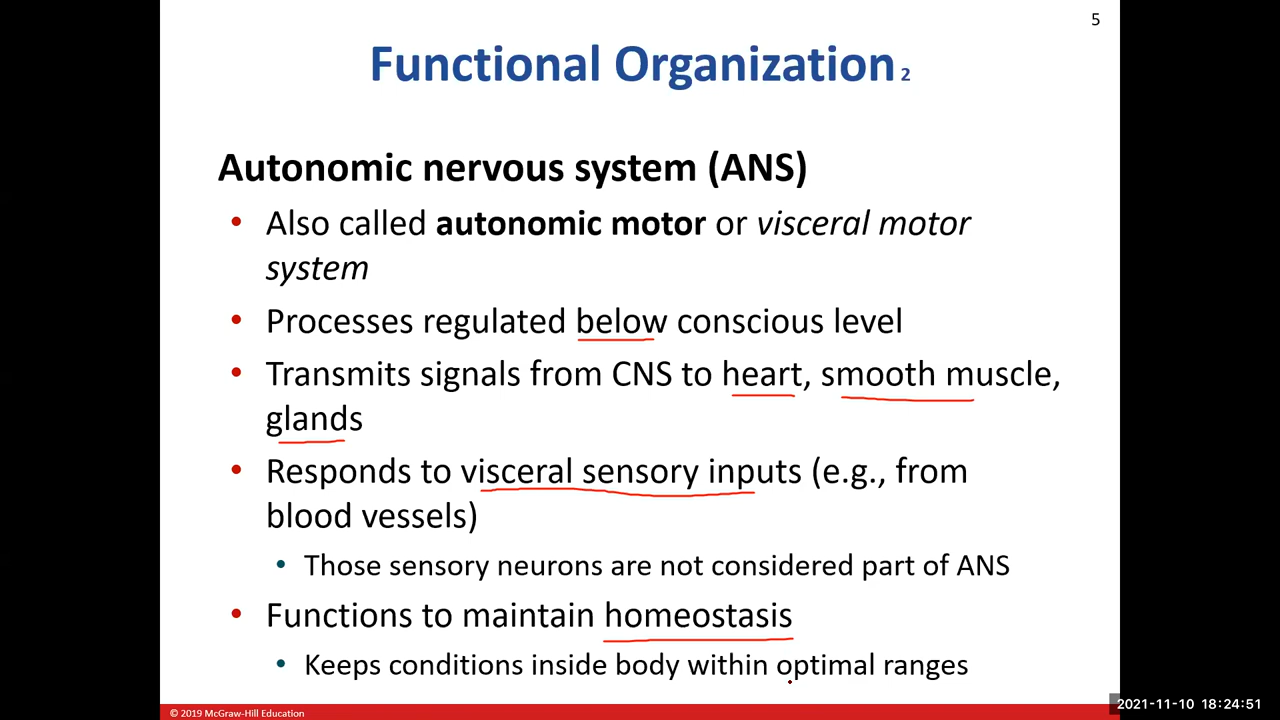 5
Functional Organization 2
Autonomic nervous system (ANS)
• Also called autonomic motor or visceral motor
system
• Processes regulated below conscious level
• Transmits signals from CNS to heart, smooth muscle,
glands
• Responds to visceral sensory inputs (e.g., from
blood vessels)
• Those sensory neurons are not considered part of ANS
• Functions to maintain homeostasis
• Keeps conditions inside body within optimal ranges
© 2019 McGraw-Hill Education
2021-11-10 18:24:51